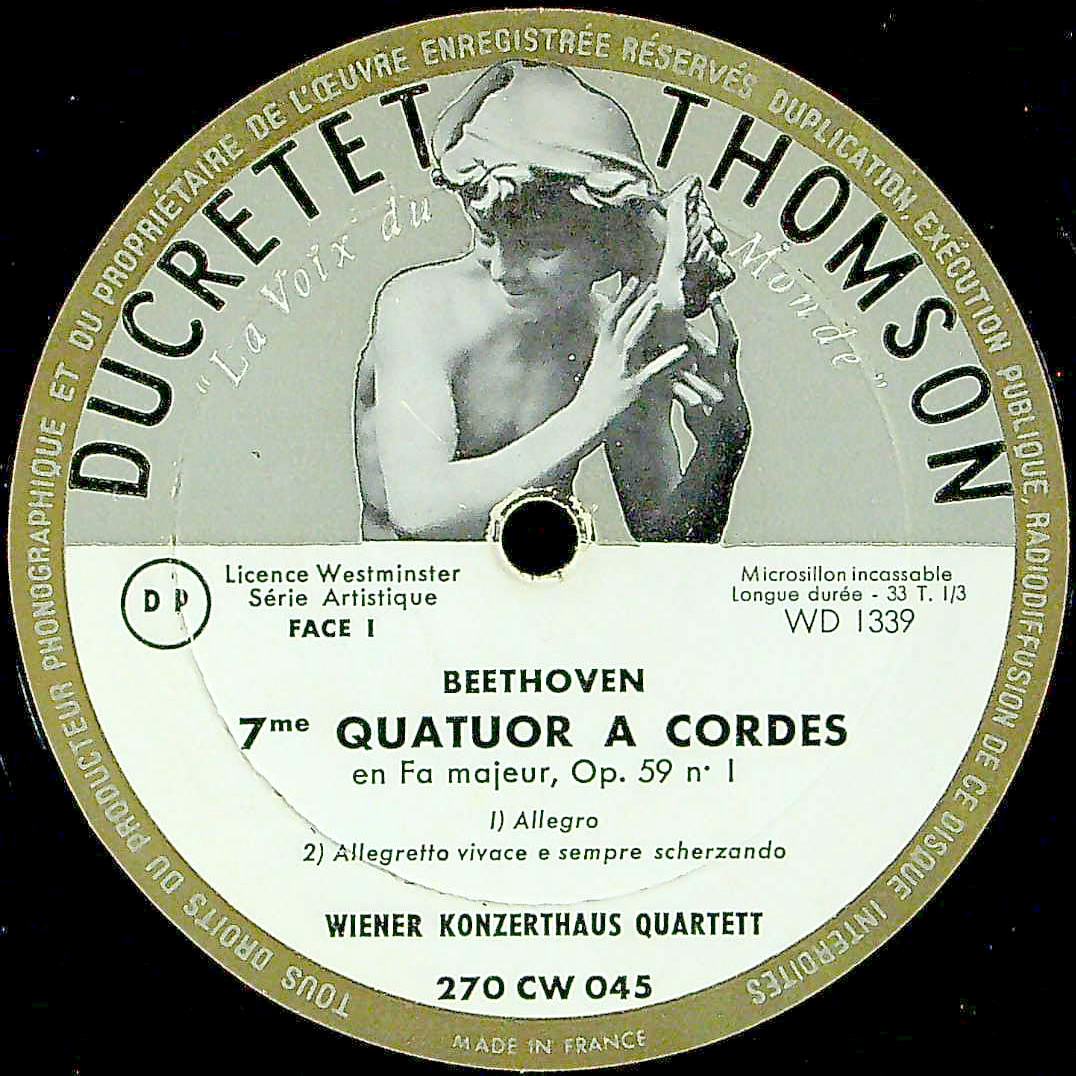 TOUS DROITS DU PRODUCTEUR PHONOGRAPHIQUE ET DU PROPRIÉTAIRE DE L'ŒUVRE ENREGISTRÉE RÉSERVÉS DUPLICATION, EXÉCUTION PUBLIQUE, RADIODIFFUSION DE CE DISQUE INTERDITES
DUCRETET THOMSON
"La Voix du Monde"
D P
Licence Westminster
Série Artistique
FACE I
Microsillon incassable
Longue durée - 33 T. 1/3
WD 1339
BEETHOVEN
7me QUATUOR A CORDES
en Fa majeur, Op. 59 n° I
1) Allegro
2) Allegretto vivace e sempre scherzando
WIENER KONZERTHAUS QUARTETT
270 CW 045
MADE IN FRANCE